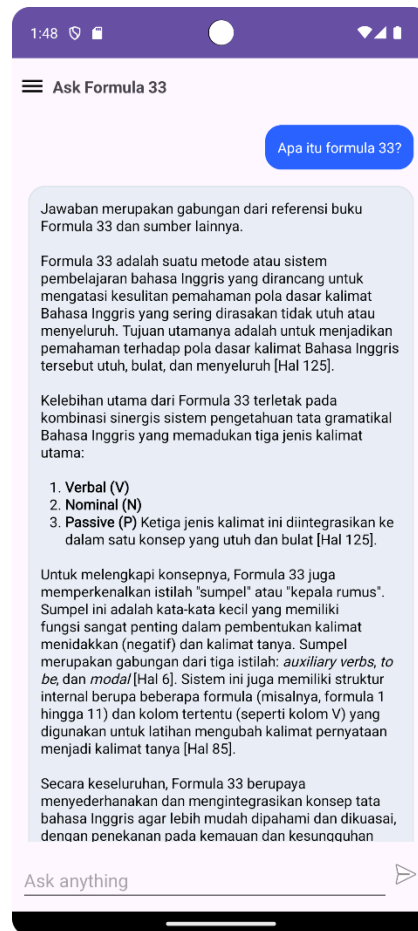 1:48
Ask Formula 33
Apa itu formula 33?
Jawaban merupakan gabungan dari referensi buku
Formula 33 dan sumber lainnya.
Formula 33 adalah suatu metode atau sistem
pembelajaran bahasa Inggris yang dirancang untuk
mengatasi kesulitan pemahaman pola dasar kalimat
Bahasa Inggris yang sering dirasakan tidak utuh atau
menyeluruh. Tujuan utamanya adalah untuk menjadikan
pemahaman terhadap pola dasar kalimat Bahasa Inggris
tersebut utuh, bulat, dan menyeluruh [Hal 125].
Kelebihan utama dari Formula 33 terletak pada
kombinasi sinergis sistem pengetahuan tata gramatikal
Bahasa Inggris yang memadukan tiga jenis kalimat
utama:
1. Verbal (V)
2. Nominal (N)
3. Passive (P) Ketiga jenis kalimat ini diintegrasikan ke
dalam satu konsep yang utuh dan bulat [Hal 125].
Untuk melengkapi konsepnya, Formula 33 juga
memperkenalkan istilah "sumpel" atau "kepala rumus".
Sumpel ini adalah kata-kata kecil yang memiliki
fungsi sangat penting dalam pembentukan kalimat
menidakkan (negatif) dan kalimat tanya. Sumpel
merupakan gabungan dari tiga istilah: auxiliary verbs, to
be, dan modal [Hal 6]. Sistem ini juga memiliki struktur
internal berupa beberapa formula (misalnya, formula 1
hingga 11) dan kolom tertentu (seperti kolom V) yang
digunakan untuk latihan mengubah kalimat pernyataan
menjadi kalimat tanya [Hal 85].
Secara keseluruhan, Formula 33 berupaya
menyederhanakan dan mengintegrasikan konsep tata
bahasa Inggris agar lebih mudah dipahami dan dikuasai,
dengan penekanan pada kemauan dan kesungguhan
Ask anything